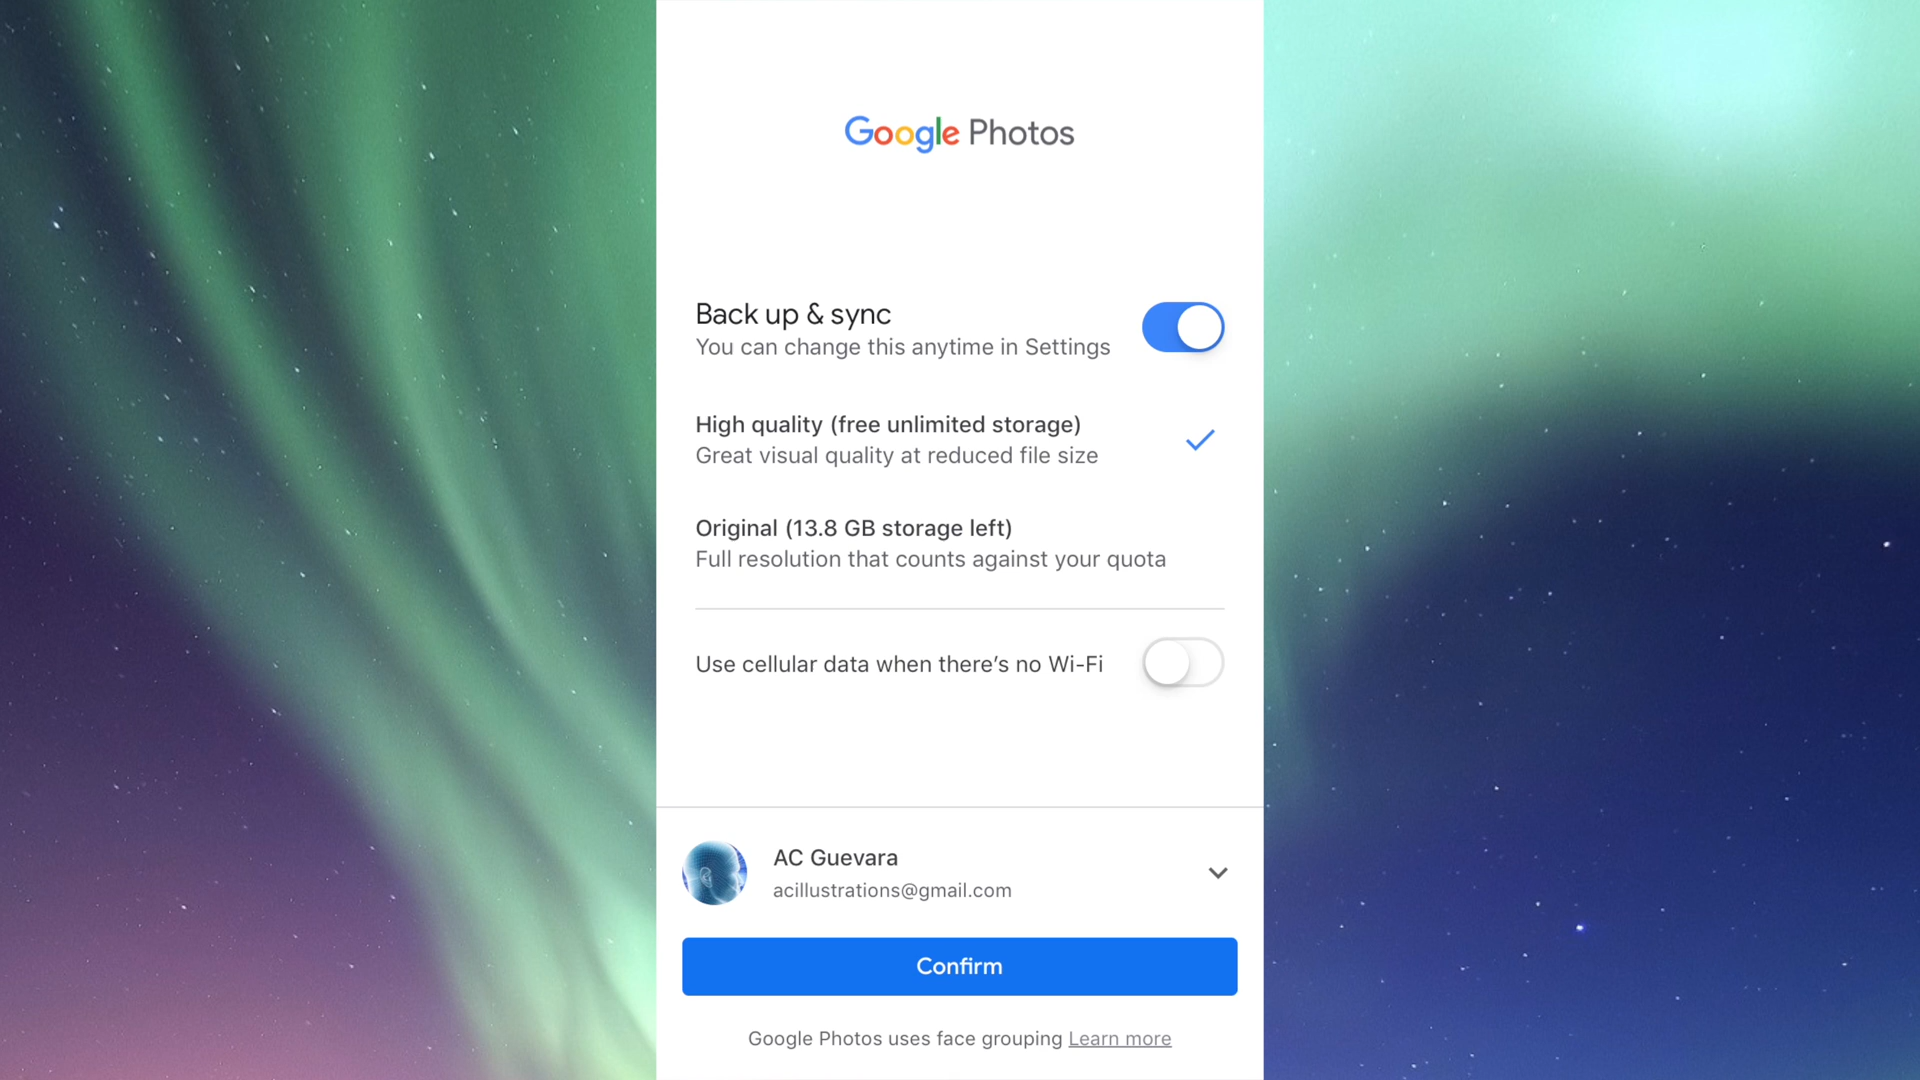 Google Photos
Back up & sync
You can change this anytime in Settings
High quality (free unlimited storage)
Great visual quality at reduced file size
Original (13.8 GB storage left)
Full resolution that counts against your quota
Use cellular data when there’s no Wi-Fi
AC Guevara
acillustrations@gmail.com
Confirm
Google Photos uses face grouping Learn more